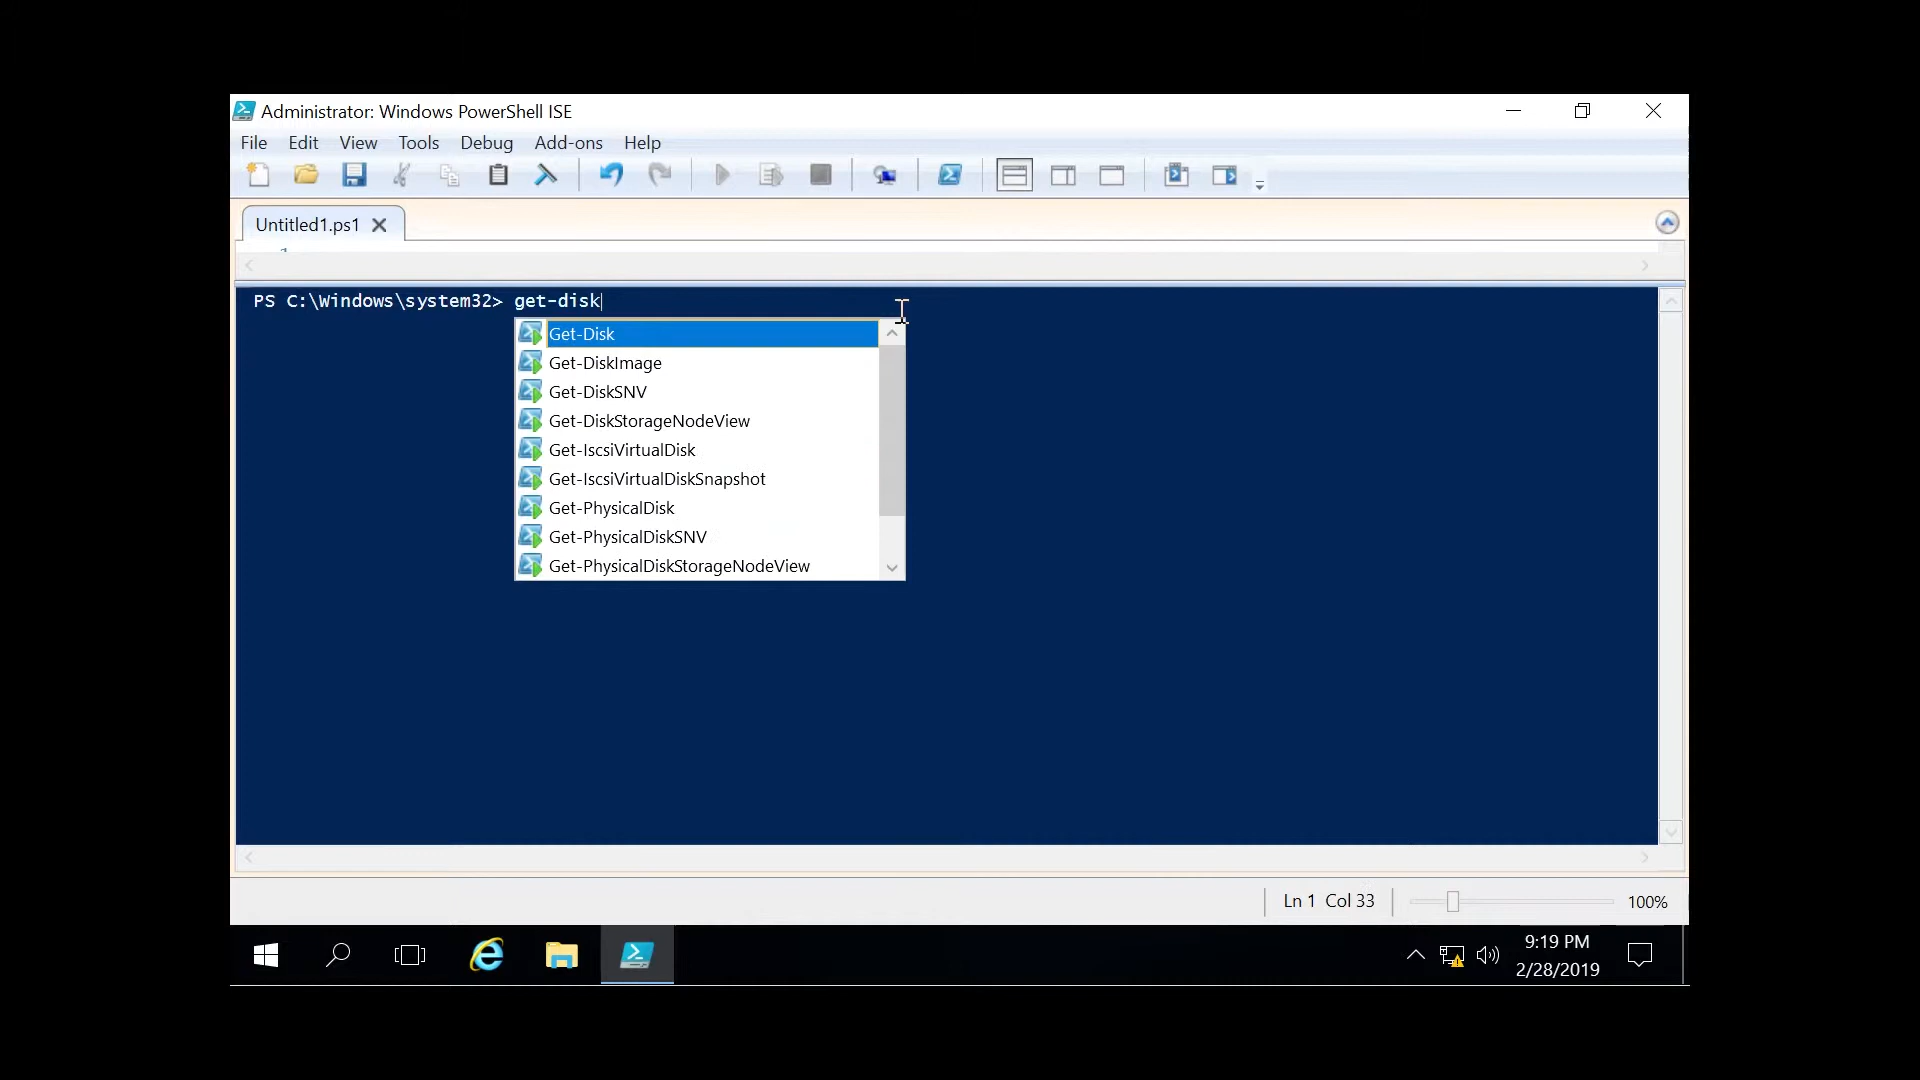 Administrator: Windows PowerShell ISE
File Edit View Tools Debug Add-ons Help
Untitled1.ps1
1
PS C:\Windows\system32> get-disk
Get-Disk
Get-DiskImage
Get-DiskSNV
Get-DiskStorageNodeView
Get-IscsiVirtualDisk
Get-IscsiVirtualDiskSnapshot
Get-PhysicalDisk
Get-PhysicalDiskSNV
Get-PhysicalDiskStorageNodeView
Ln 1 Col 33 100%
9:19 PM
2/28/2019